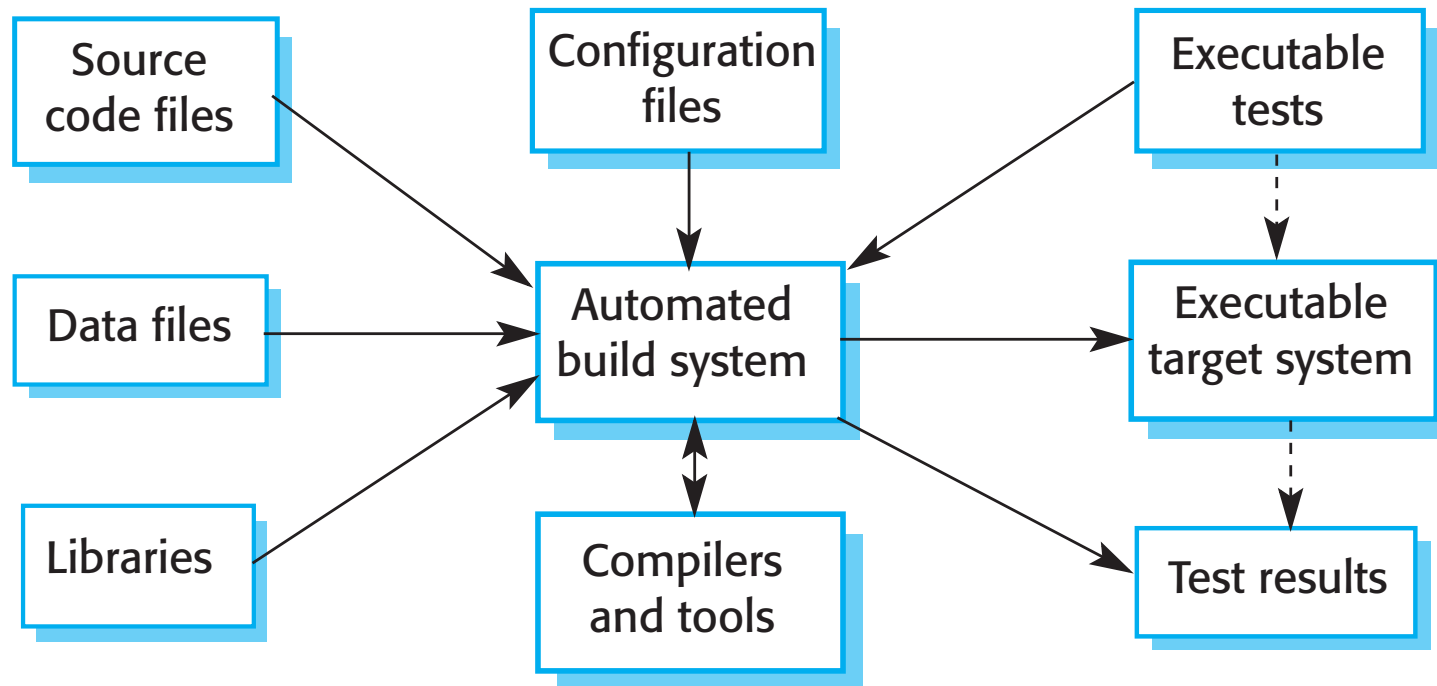 Source
code files
Configuration
files
Executable
tests
Data files
Automated
build system
Executable
target system
Libraries
Compilers
and tools
Test results